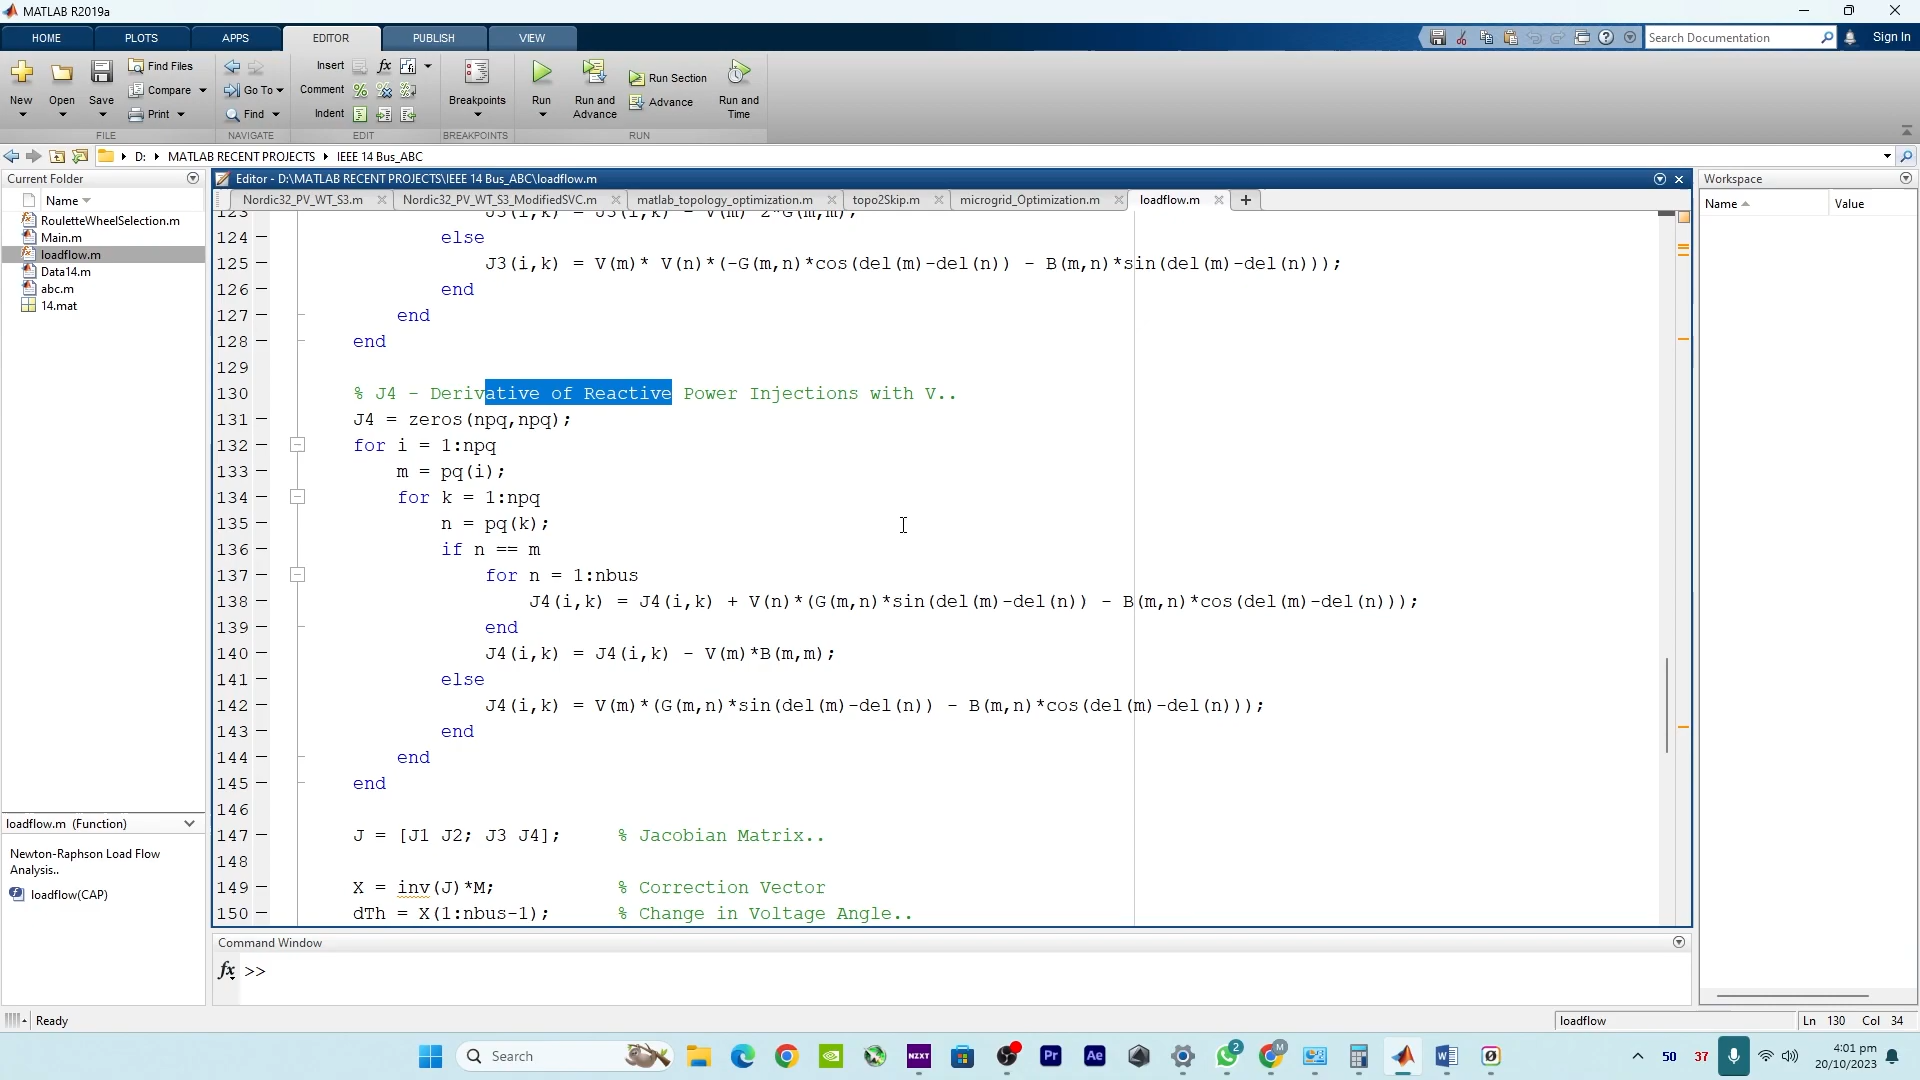 MATLAB R2019a
HOME PLOTS APPS EDITOR PUBLISH VIEW Search Documentation Sign In
Find Files Insert fx Run Section
New Open Save Compare Go To Comment Breakpoints Run Run and Advance Advance Run and Time
Print Find Indent
FILE NAVIGATE EDIT BREAKPOINTS RUN
D: MATLAB RECENT PROJECTS IEEE 14 Bus_ABC
Current Folder
Name
RouletteWheelSelection.m
Main.m
loadflow.m
Data14.m
abc.m
14.mat
loadflow.m (Function)
Newton-Raphson Load Flow
Analysis..
loadflow(CAP)
Editor - D:\MATLAB RECENT PROJECTS\IEEE 14 Bus_ABC\loadflow.m
Nordic32_PV_WT_S3.m Nordic32_PV_WT_S3_ModifiedSVC.m matlab_topology_optimization.m topo2Skip.m microgrid_Optimization.m loadflow.m
123 J3(i,k) = J3(i,k) - V(m)^2*G(m,m);
124 else
125 J3(i,k) = V(m)* V(n)*(-G(m,n)*cos(del(m)-del(n)) - B(m,n)*sin(del(m)-del(n)));
126 end
127 end
128 end
129
130 % J4 - Derivative of Reactive Power Injections with V..
131 J4 = zeros(npq,npq);
132 for i = 1:npq
133 m = pq(i);
134 for k = 1:npq
135 n = pq(k);
136 if n == m
137 for n = 1:nbus
138 J4(i,k) = J4(i,k) + V(n)*(G(m,n)*sin(del(m)-del(n)) - B(m,n)*cos(del(m)-del(n)));
139 end
140 J4(i,k) = J4(i,k) - V(m)*B(m,m);
141 else
142 J4(i,k) = V(m)*(G(m,n)*sin(del(m)-del(n)) - B(m,n)*cos(del(m)-del(n)));
143 end
144 end
145 end
146
147 J = [J1 J2; J3 J4]; % Jacobian Matrix..
148
149 X = inv(J)*M; % Correction Vector
150 dTh = X(1:nbus-1); % Change in Voltage Angle..
Command Window
fx >>
Workspace
Name Value
Ready
loadflow Ln 130 Col 34
Search
NZXT Pr Ae 2 M W
50 37
4:01 pm
20/10/2023